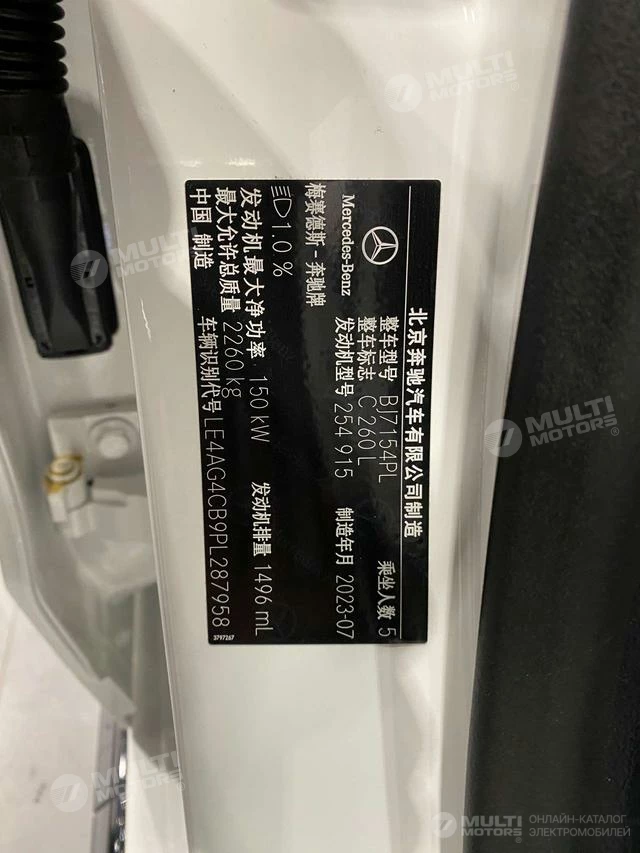 北京奔驰汽车有限公司制造
Mercedes-Benz
梅赛德斯-奔驰牌
整车型号 BJ7154PL 乘坐人数 5
整车标志 C 260 L
发动机型号 254 915 制造年月 2023-07
1.0 %
发动机最大净功率 150 kW 发动机排量 1496 mL
最大允许总质量 2260 kg
中国 制造 车辆识别代号 LE4AG4CB9PL287958
3797267
MULTI
MOTORS®
MULTI
MOTORS®
MULTI
MOTORS®
MULTI
MOTORS®
MULTI
MOTORS®
ОНЛАЙН-КАТАЛОГ
ЭЛЕКТРОМОБИЛЕЙ